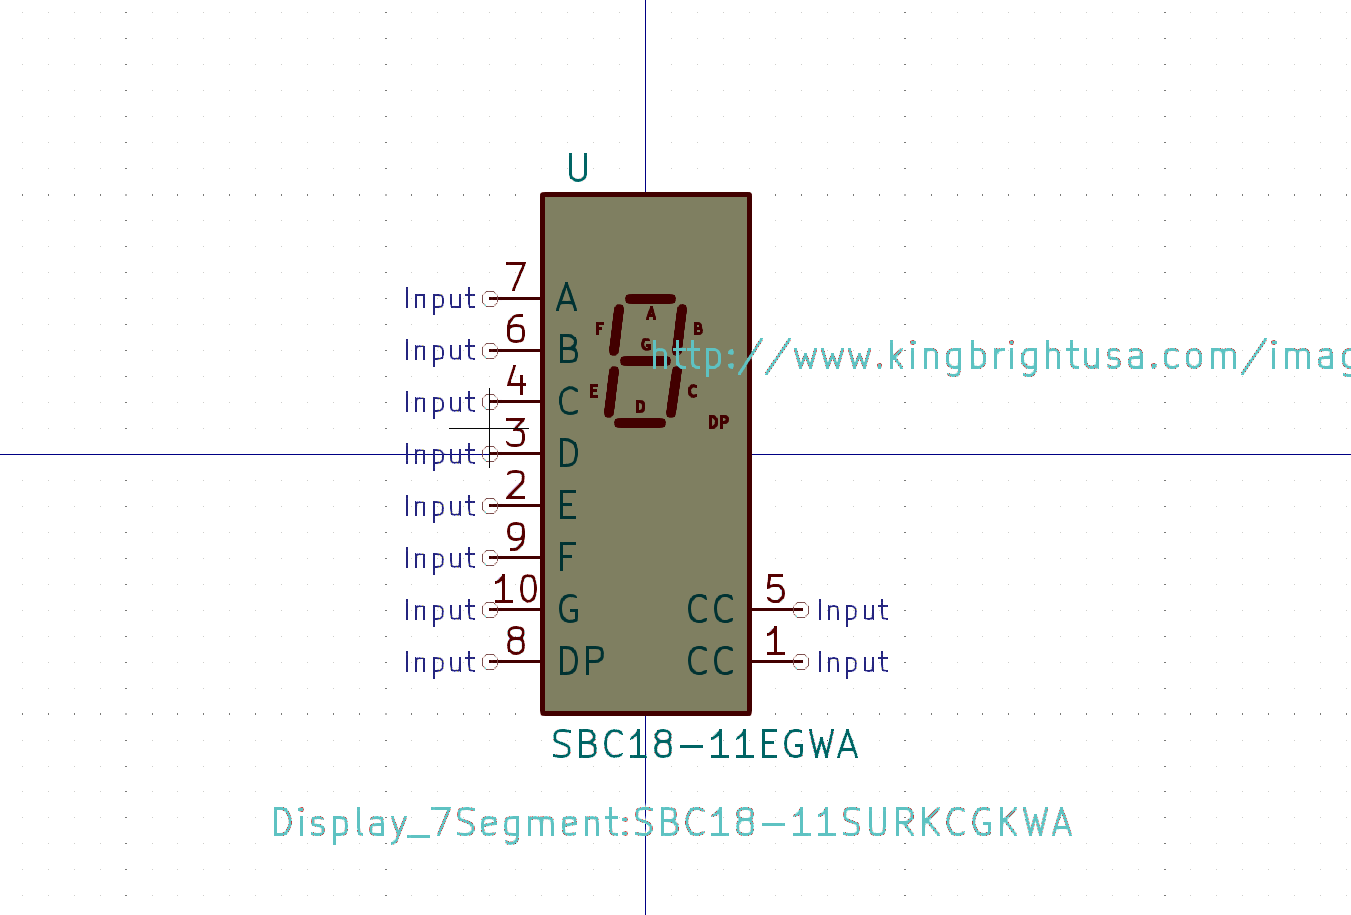 U
7
Input A
6
Input B
4
Input C
3
Input D
2
Input E
9
Input F
10 5
Input G CC Input
8 1
Input DP CC Input
A
F B
G
E C
D
DP
http://www.kingbrightusa.com/imag
SBC18-11EGWA
Display_7Segment:SBC18-11SURKCGKWA